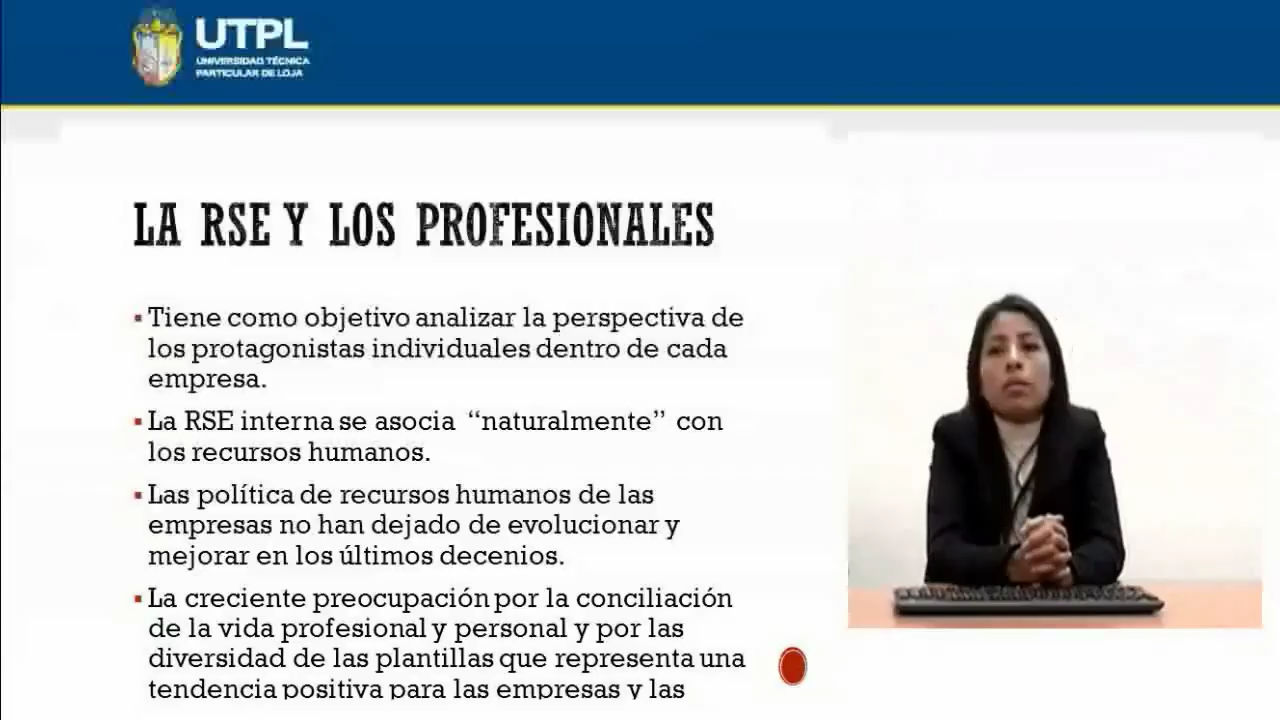 UTPL
UNIVERSIDAD TÉCNICA
PARTICULAR DE LOJA
LA RSE Y LOS PROFESIONALES
▪ Tiene como objetivo analizar la perspectiva de
los protagonistas individuales dentro de cada
empresa.
▪ La RSE interna se asocia “naturalmente” con
los recursos humanos.
▪ Las política de recursos humanos de las
empresas no han dejado de evolucionar y
mejorar en los últimos decenios.
▪ La creciente preocupación por la conciliación
de la vida profesional y personal y por las
diversidad de las plantillas que representa una
tendencia positiva para las empresas y las